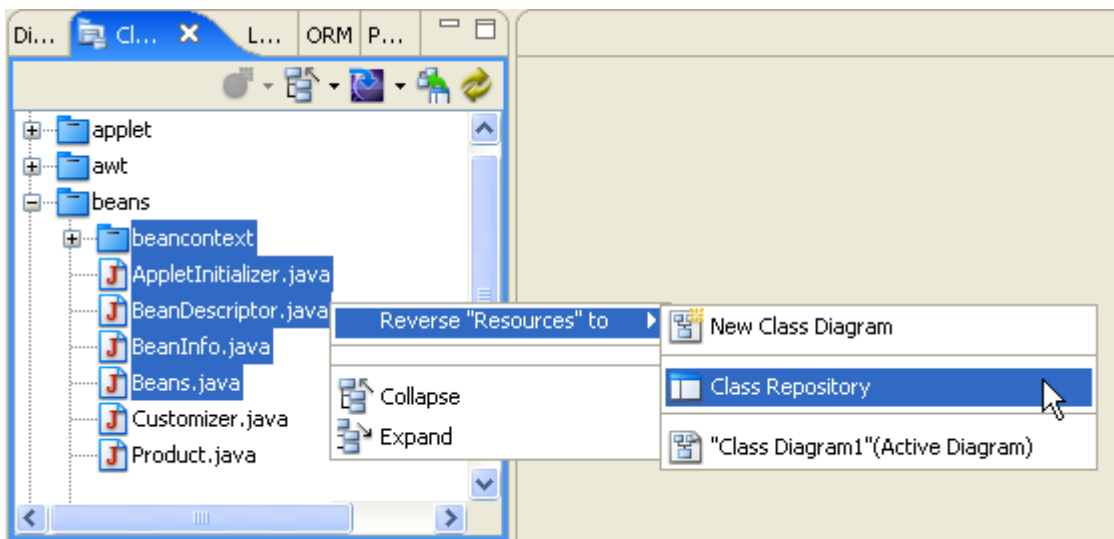 Di... Cl... L... ORM P...
applet
awt
beans
beancontext
AppletInitializer.java
BeanDescriptor.java
Reverse "Resources" to
New Class Diagram
BeanInfo.java
Beans.java
Collapse
Class Repository
Customizer.java
Expand
"Class Diagram1"(Active Diagram)
Product.java